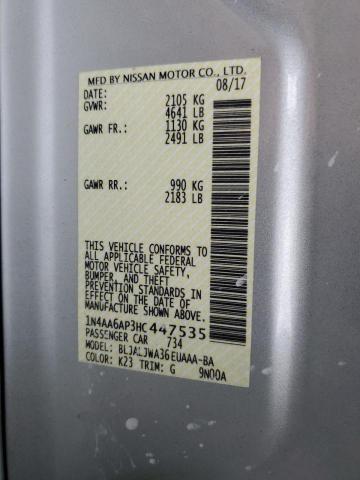 MFD BY NISSAN MOTOR CO., LTD.
DATE: 08/17
GVWR: 2105 KG
4641 LB
GAWR FR.: 1130 KG
2491 LB
GAWR RR.: 990 KG
2183 LB
THIS VEHICLE CONFORMS TO
ALL APPLICABLE FEDERAL
MOTOR VEHICLE SAFETY,
BUMPER, AND THEFT
PREVENTION STANDARDS IN
EFFECT ON THE DATE OF
MANUFACTURE SHOWN ABOVE.
1N4AA6AP3HC447535
PASSENGER CAR 734
MODEL: BLJALJWA36EUAAA-BA
COLOR: K23 TRIM: G 9N00A